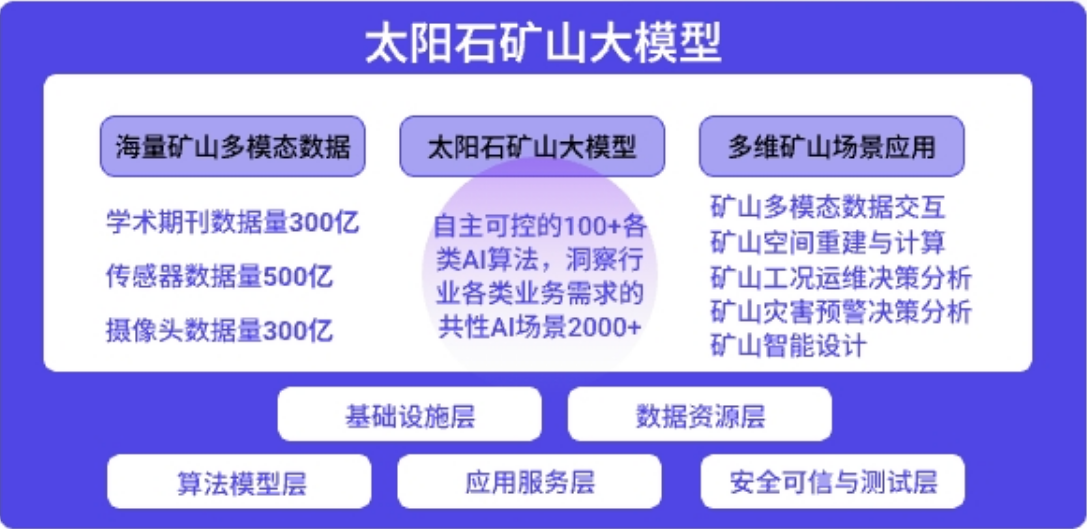 太阳石矿山大模型
海量矿山多模态数据
学术期刊数据量300亿
传感器数据量500亿
摄像头数据量300亿
太阳石矿山大模型
自主可控的100+各
类AI算法，洞察行
业各类业务需求的
共性AI场景2000+
多维矿山场景应用
矿山多模态数据交互
矿山空间重建与计算
矿山工况运维决策分析
矿山灾害预警决策分析
矿山智能设计
基础设施层
数据资源层
算法模型层
应用服务层
安全可信与测试层